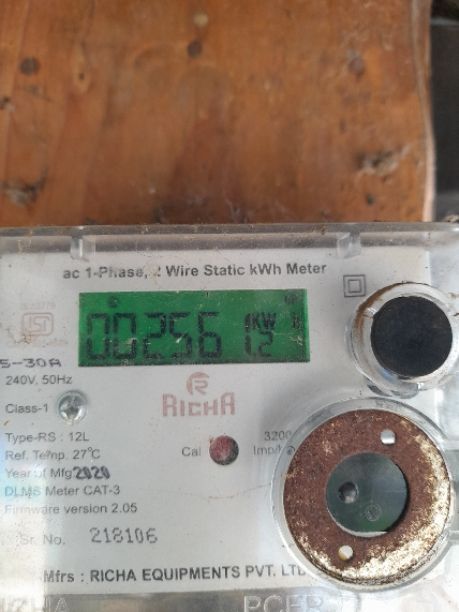 ac 1-Phase, 2 Wire Static kWh Meter
002561.2
5-30A
240V, 50Hz
RICHA
Class-1
Type-RS : 12L
Cal
3200
Ref. Temp. 27°C
Year of Mfg 2020
DLMS Meter CAT-3
Firmware version 2.05
Sr. No. 218106
Mfrs : RICHA EQUIPMENTS PVT. LTD